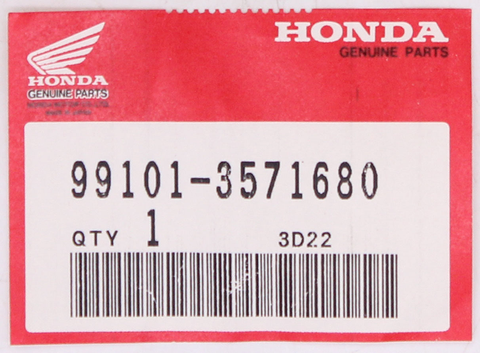 HONDA
GENUINE PARTS
HONDA
GENUINE PARTS
99101-3571680
QTY 1 3D22